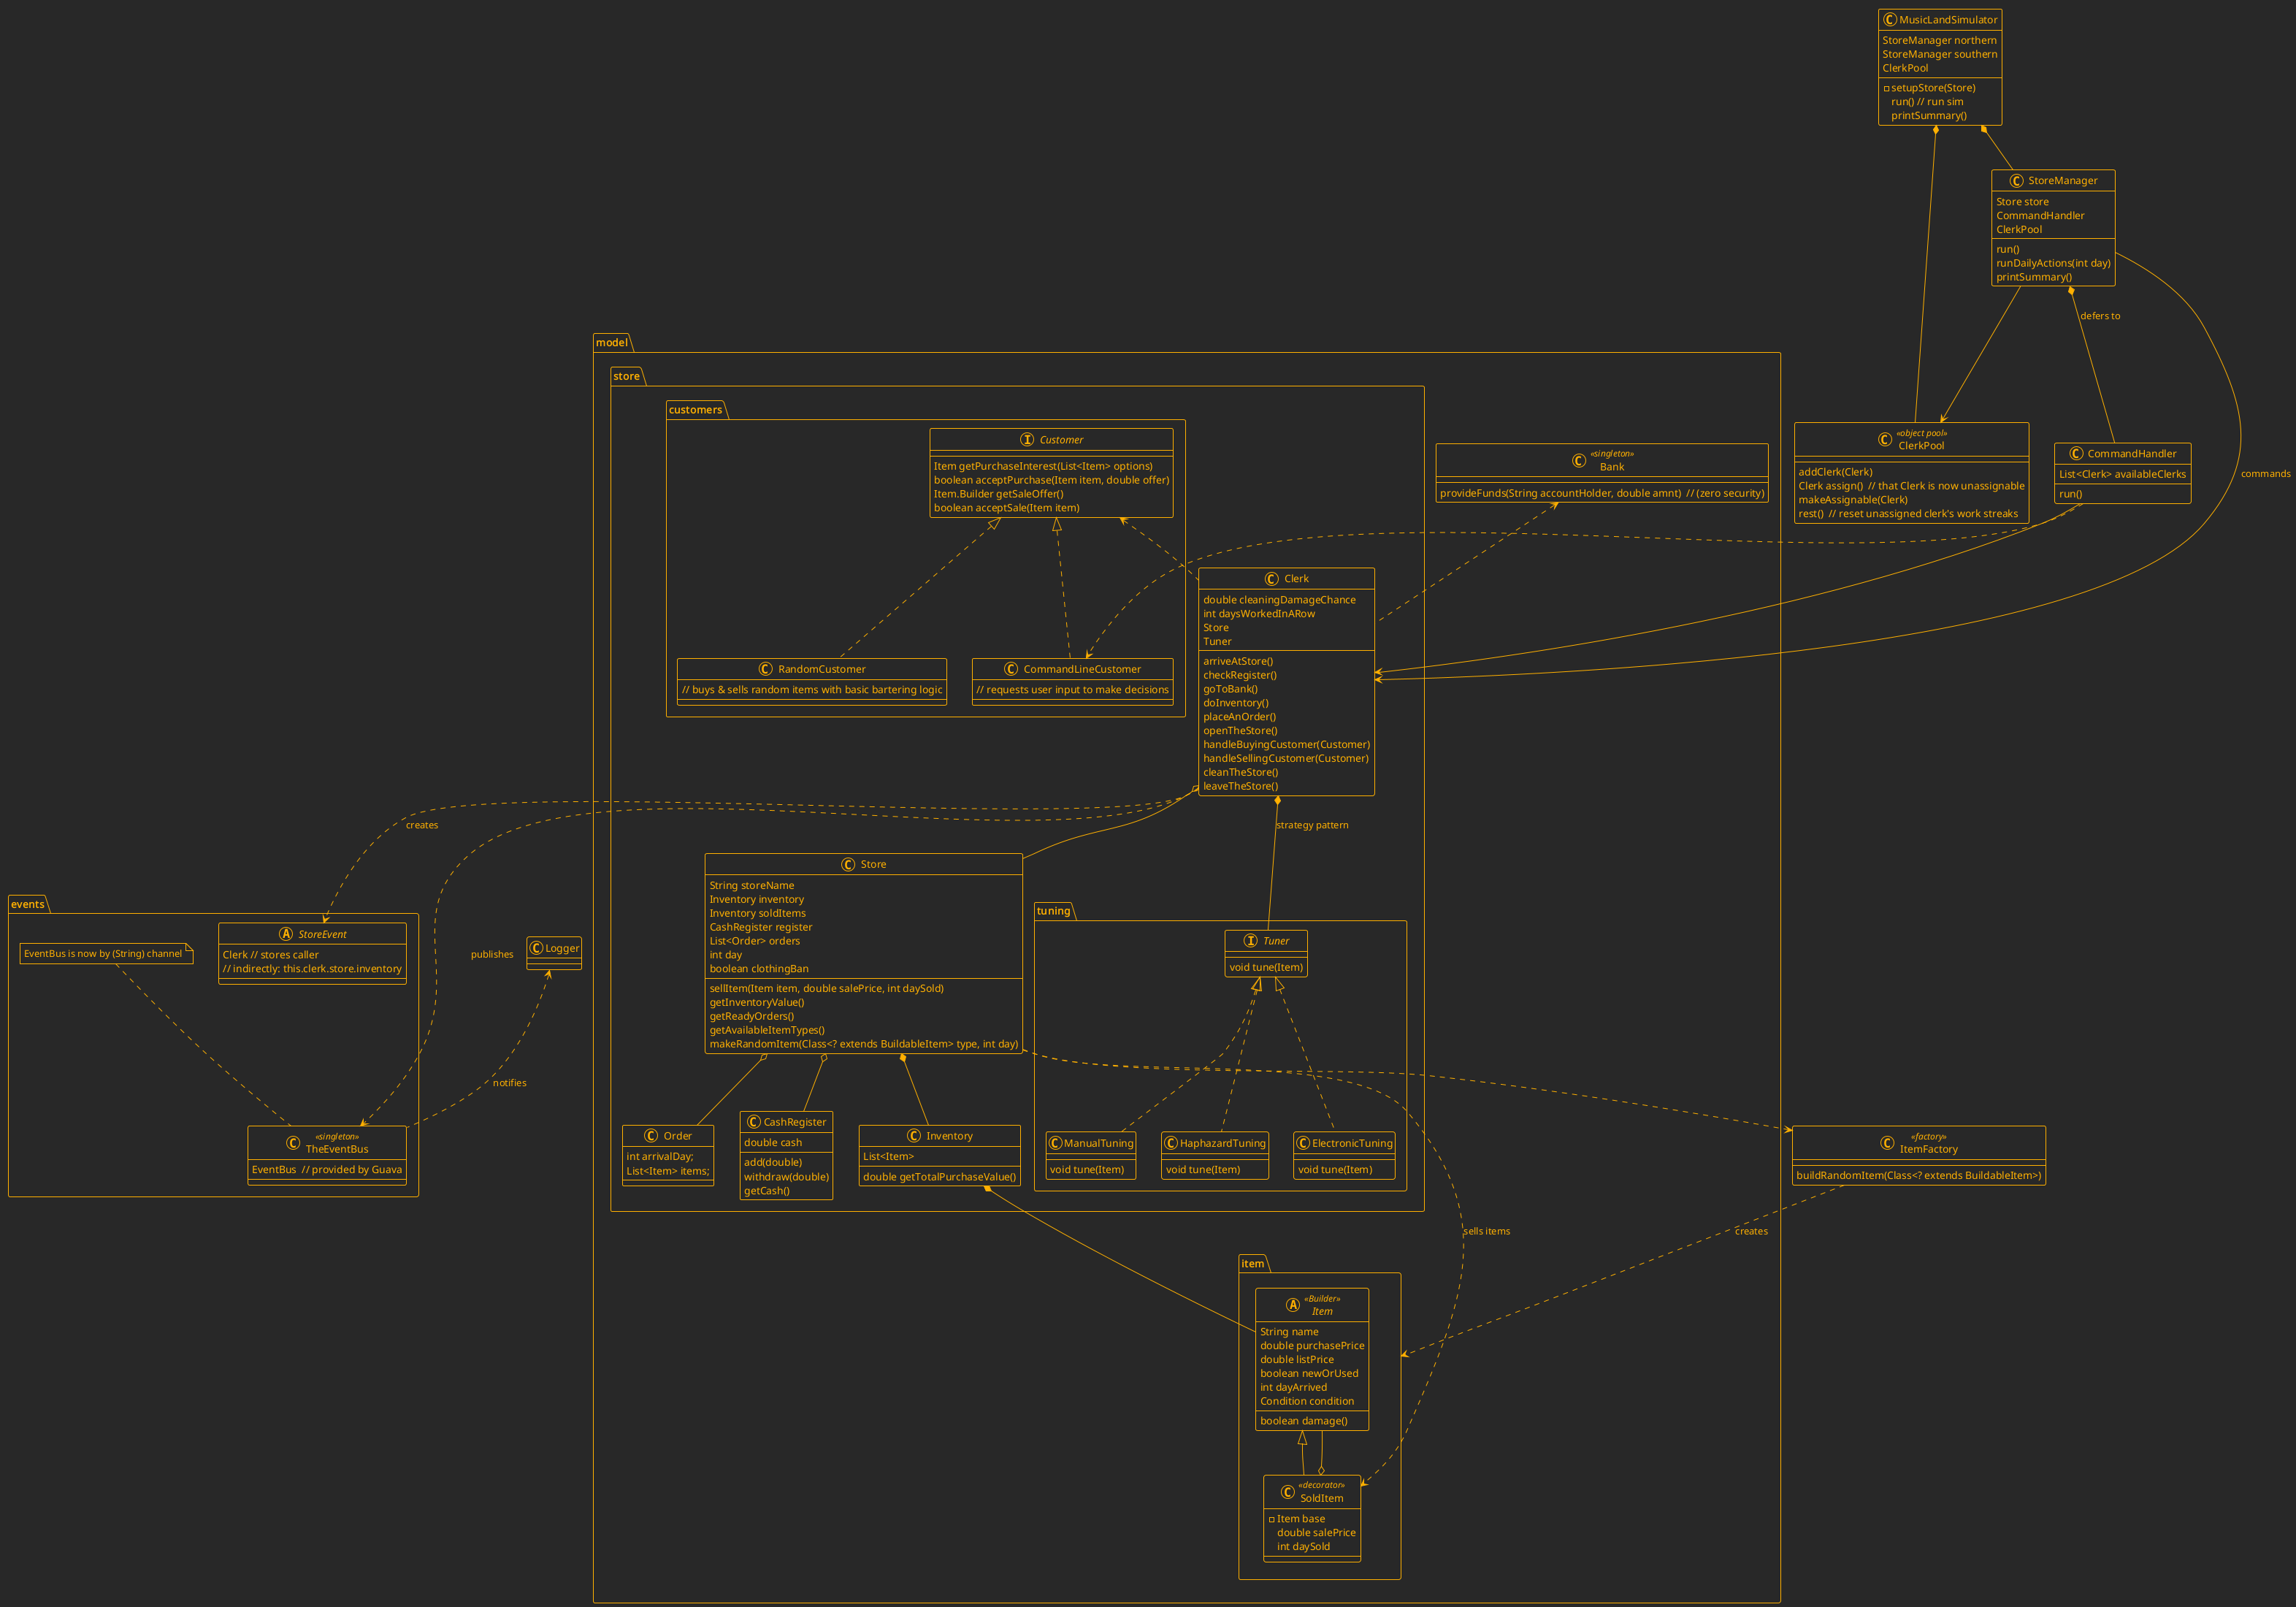 MusicLandSimulator
StoreManager northern
StoreManager southern
ClerkPool
setupStore(Store)
run() // run sim
printSummary()
StoreManager
Store store
CommandHandler
ClerkPool
run()
runDailyActions(int day)
printSummary()
defers to
commands
model
store
customers
Customer
Item getPurchaseInterest(List<Item> options)
boolean acceptPurchase(Item item, double offer)
Item.Builder getSaleOffer()
boolean acceptSale(Item item)
«singleton»
Bank
provideFunds(String accountHolder, double amnt)  // (zero security)
«object pool»
ClerkPool
addClerk(Clerk)
Clerk assign()  // that Clerk is now unassignable
makeAssignable(Clerk)
rest()  // reset unassigned clerk's work streaks
CommandHandler
List<Clerk> availableClerks
run()
RandomCustomer
// buys & sells random items with basic bartering logic
CommandLineCustomer
// requests user input to make decisions
Clerk
double cleaningDamageChance
int daysWorkedInARow
Store
Tuner
arriveAtStore()
checkRegister()
goToBank()
doInventory()
placeAnOrder()
openTheStore()
handleBuyingCustomer(Customer)
handleSellingCustomer(Customer)
cleanTheStore()
leaveTheStore()
creates
strategy pattern
events
EventBus is now by (String) channel
StoreEvent
Clerk // stores caller
// indirectly: this.clerk.store.inventory
publishes
Logger
notifies
«singleton»
TheEventBus
EventBus  // provided by Guava
Store
String storeName
Inventory inventory
Inventory soldItems
CashRegister register
List<Order> orders
int day
boolean clothingBan
sellItem(Item item, double salePrice, int daySold)
getInventoryValue()
getReadyOrders()
getAvailableItemTypes()
makeRandomItem(Class<? extends BuildableItem> type, int day)
tuning
Tuner
void tune(Item)
Order
int arrivalDay;
List<Item> items;
CashRegister
double cash
add(double)
withdraw(double)
getCash()
Inventory
List<Item>
double getTotalPurchaseValue()
ManualTuning
void tune(Item)
HaphazardTuning
void tune(Item)
ElectronicTuning
void tune(Item)
«factory»
ItemFactory
buildRandomItem(Class<? extends BuildableItem>)
sells items
creates
item
«Builder»
Item
String name
double purchasePrice
double listPrice
boolean newOrUsed
int dayArrived
Condition condition
boolean damage()
«decorator»
SoldItem
Item base
double salePrice
int daySold